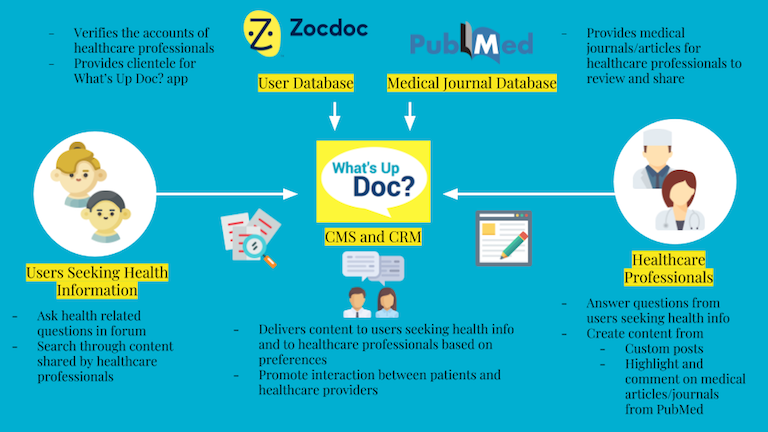 - Verifies the accounts of
healthcare professionals
- Provides clientele for
What's Up Doc? app
Zocdoc
User Database
PubMed
Medical Journal Database
- Provides medical
journals/articles for
healthcare professionals to
review and share
What's Up
Doc?
CMS and CRM
Users Seeking Health
Information
- Ask health related
questions in forum
- Search through content
shared by healthcare
professionals
- Delivers content to users seeking health info
and to healthcare professionals based on
preferences
- Promote interaction between patients and
healthcare providers
Healthcare
Professionals
- Answer questions from
users seeking health info
- Create content from
- Custom posts
- Highlight and
comment on medical
articles/journals
from PubMed